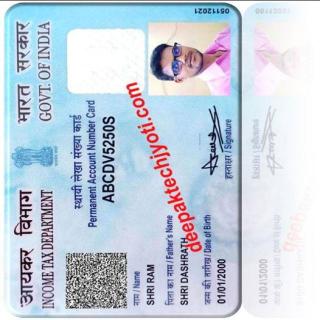 आयकर विभाग
INCOME TAX DEPARTMENT
भारत सरकार
GOVT. OF INDIA
स्थायी लेखा संख्या कार्ड
Permanent Account Number Card
ABCDV5250S
नाम / Name
SHRI RAM
पिता का नाम / Father's Name
SHRI DASHRATH
जन्म की तारीख / Date of Birth
01/01/2000
हस्ताक्षर / Signature
05112021
deepaktechjyoti.com